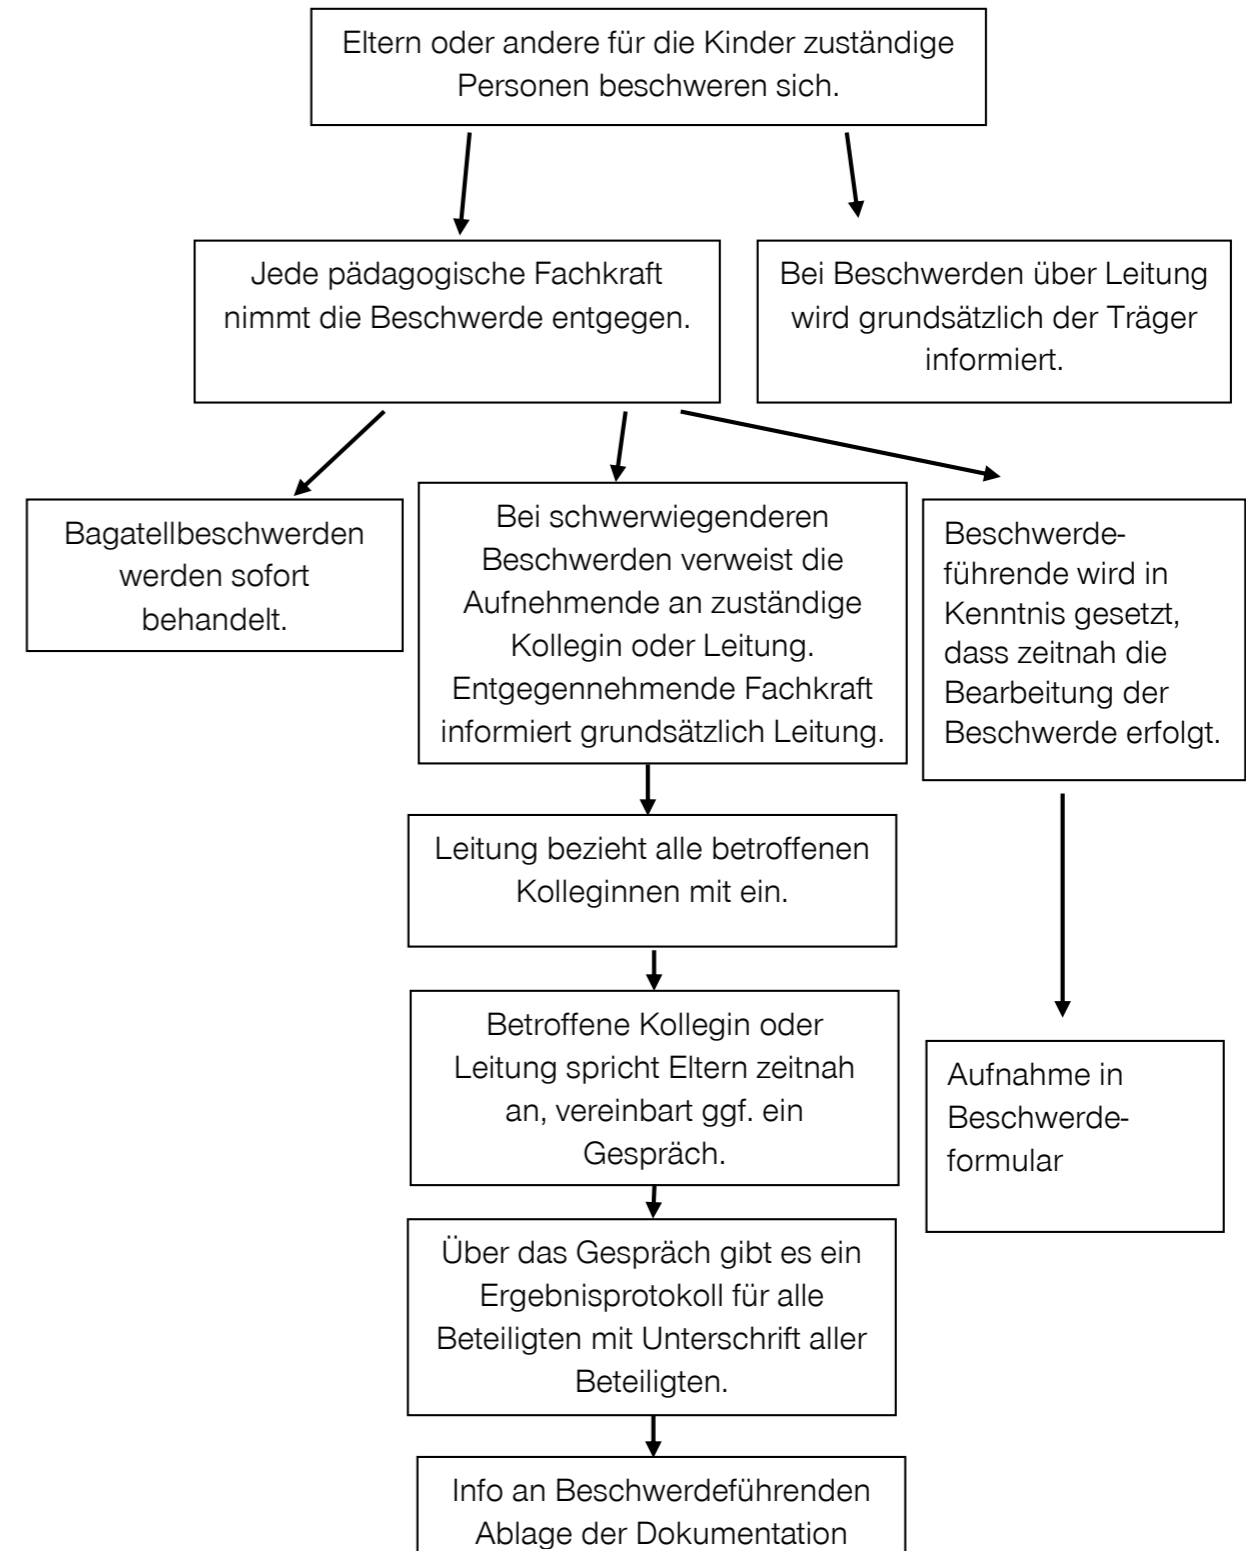 Eltern oder andere für die Kinder zuständige
Personen beschweren sich.
Jede pädagogische Fachkraft
nimmt die Beschwerde entgegen.
Bei Beschwerden über Leitung
wird grundsätzlich der Träger
informiert.
Bagatellbeschwerden
werden sofort
behandelt.
Bei schwerwiegenderen
Beschwerden verweist die
Aufnehmende an zuständige
Kollegin oder Leitung.
Entgegennehmende Fachkraft
informiert grundsätzlich Leitung.
Beschwerde-
führende wird in
Kenntnis gesetzt,
dass zeitnah die
Bearbeitung der
Beschwerde erfolgt.
Leitung bezieht alle betroffenen
Kolleginnen mit ein.
Betroffene Kollegin oder
Leitung spricht Eltern zeitnah
an, vereinbart ggf. ein
Gespräch.
Aufnahme in
Beschwerde-
formular
Über das Gespräch gibt es ein
Ergebnisprotokoll für alle
Beteiligten mit Unterschrift aller
Beteiligten.
Info an Beschwerdeführenden
Ablage der Dokumentation